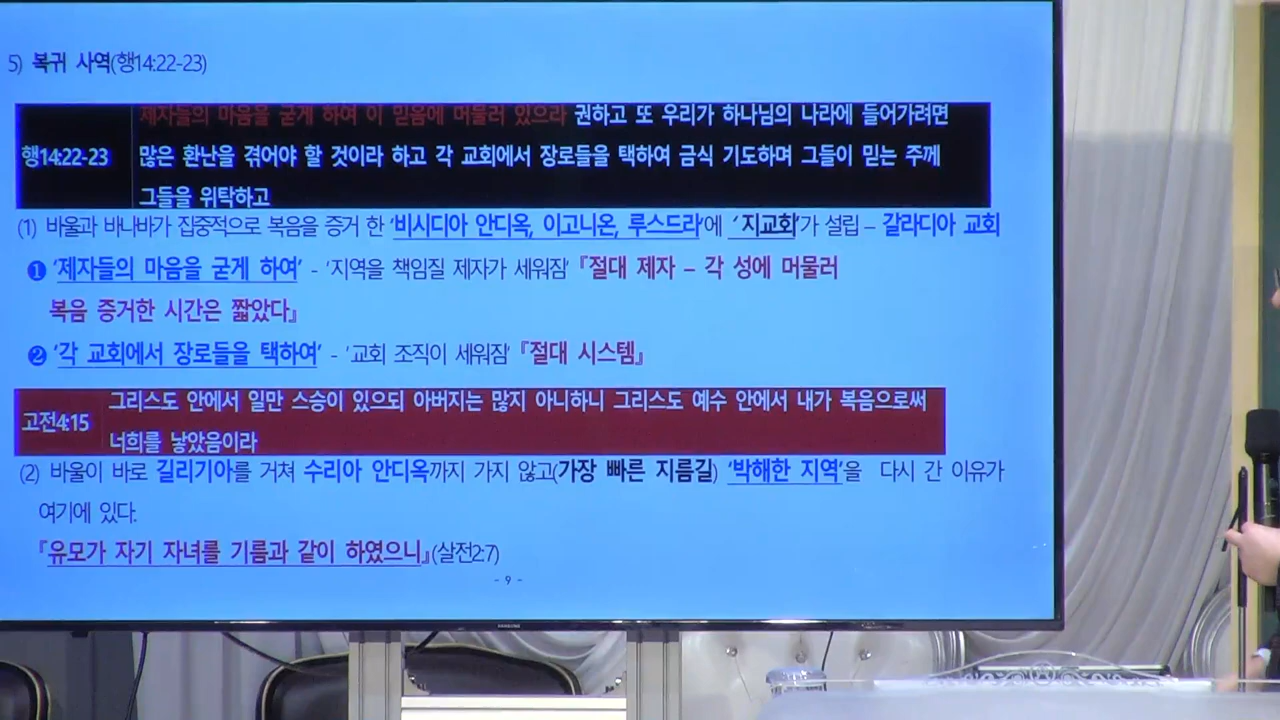 5) 복귀 사역(행14:22-23)
제자들의 마음을 굳게 하여 이 믿음에 머물러 있으라 권하고 또 우리가 하나님의 나라에 들어가려면
행14:22-23 많은 환난을 겪어야 할 것이라 하고 각 교회에서 장로들을 택하여 금식 기도하며 그들이 믿는 주께
그들을 위탁하고
(1) 바울과 바나바가 집중적으로 복음을 증거 한 '비시디아 안디옥, 이고니온, 루스드라'에 '지교회'가 설립 – 갈라디아 교회
❶ '제자들의 마음을 굳게 하여' - '지역을 책임질 제자가 세워짐' 『절대 제자 – 각 성에 머물러
복음 증거한 시간은 짧았다』
❷ '각 교회에서 장로들을 택하여' - '교회 조직이 세워짐' 『절대 시스템』
그리스도 안에서 일만 스승이 있으되 아버지는 많지 아니하니 그리스도 예수 안에서 내가 복음으로써
고전4:15
너희를 낳았음이라
(2) 바울이 바로 길리기아를 거쳐 수리아 안디옥까지 가지 않고(가장 빠른 지름길) '박해한 지역'을 다시 간 이유가
여기에 있다.
『유모가 자기 자녀를 기름과 같이 하였으니』(살전2:7)
- 9 -
SAMSUNG